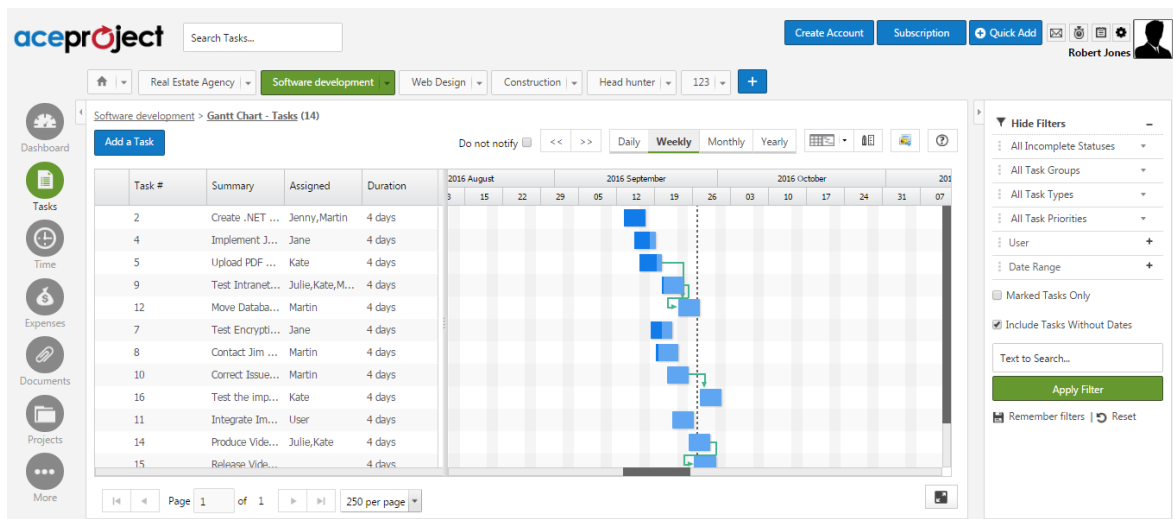 aceproject
Search Tasks...
Create Account
Subscription
Quick Add
Robert Jones
Real Estate Agency
Software development
Web Design
Construction
Head hunter
123
+
Dashboard
Tasks
Time
Expenses
Documents
Projects
More
Software development > Gantt Chart - Tasks (14)
Add a Task
Do not notify
<< >>
Daily Weekly Monthly Yearly
Task # Summary Assigned Duration
2016 August 2016 September 2016 October 201
15 22 29 05 12 19 26 03 10 17 24 31 07
2 Create .NET ... Jenny,Martin 4 days
4 Implement J... Jane 4 days
5 Upload PDF ... Kate 4 days
9 Test Intranet... Julie,Kate,M... 4 days
12 Move Databa... Martin 4 days
7 Test Encrypti... Jane 4 days
8 Contact Jim ... Martin 4 days
10 Correct Issue... Martin 4 days
16 Test the imp... Kate 4 days
11 Integrate Im... User 4 days
14 Produce Vide... Julie,Kate 4 days
15 Release Vide... 4 days
Page 1 of 1 250 per page
Hide Filters
All Incomplete Statuses
All Task Groups
All Task Types
All Task Priorities
User +
Date Range +
Marked Tasks Only
Include Tasks Without Dates
Text to Search...
Apply Filter
Remember filters | Reset